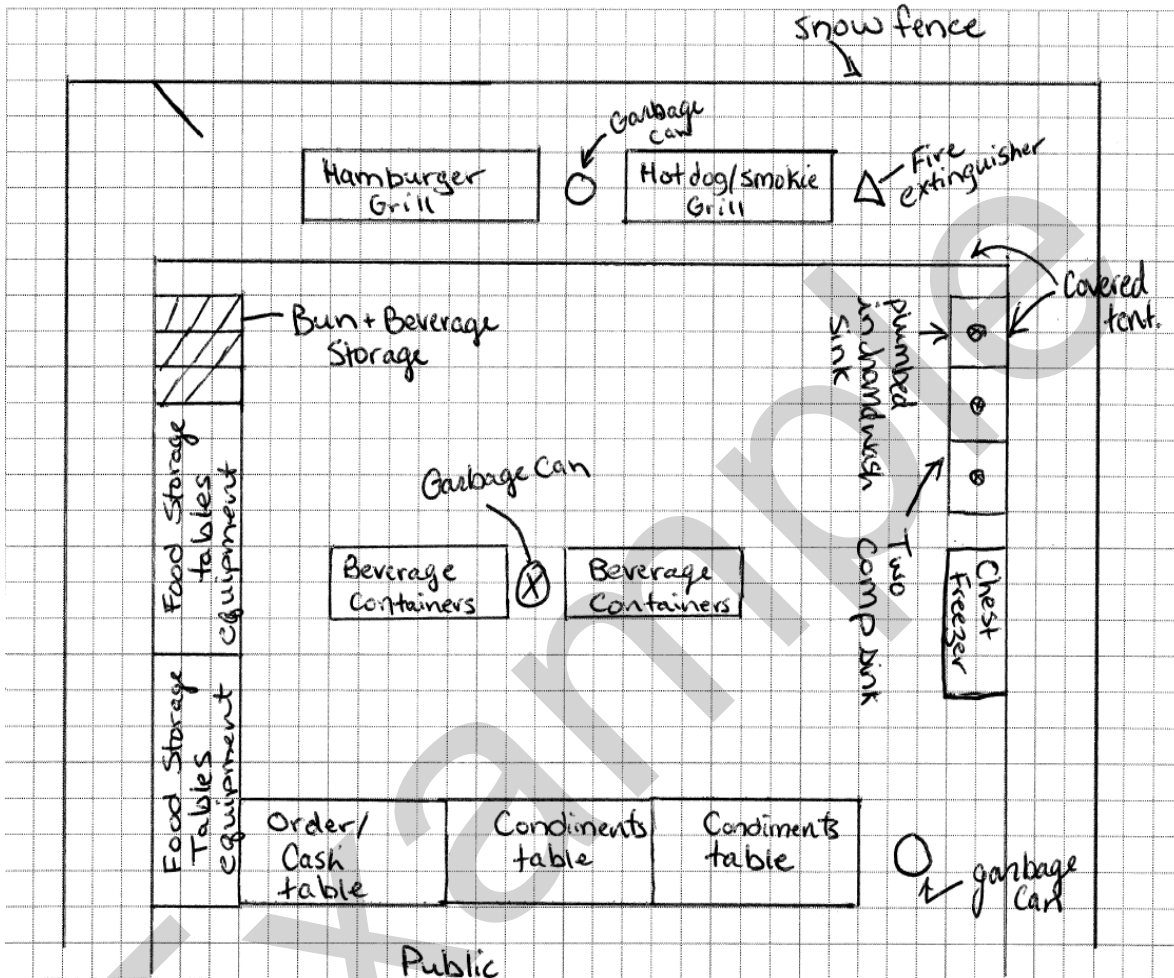 snow fence
Garbage
can
Hamburger
Grill
Hotdog/smokie
Grill
Fire
extinguisher
Covered
tent.
Bun + Beverage
Storage
plumbed
in handwash
sink
Food Storage
tables
equipment
Garbage Can
Beverage
Containers
Beverage
Containers
Two
Comp Sink
Chest
Freezer
Food Storage
Tables
equipment
Order/
Cash
table
Condiments
table
Condiments
table
garbage
Can
Public
Example